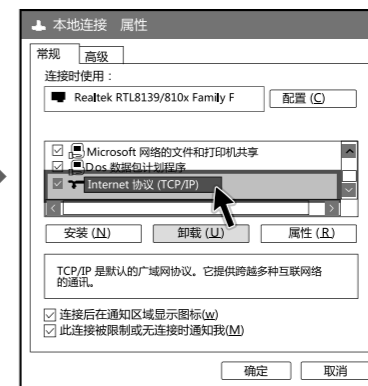 本地连接 属性
常规 高级
连接时使用：
Realtek RTL8139/810x Family F 配置 (C)
Microsoft 网络的文件和打印机共享
Dos 数据包计划程序
Internet 协议 (TCP/IP)
安装 (N) 卸载 (U) 属性 (R)
TCP/IP 是默认的广域网协议。它提供跨越多种互联网络
的通讯。
连接后在通知区域显示图标(w)
此连接被限制或无连接时通知我(M)
确定 取消